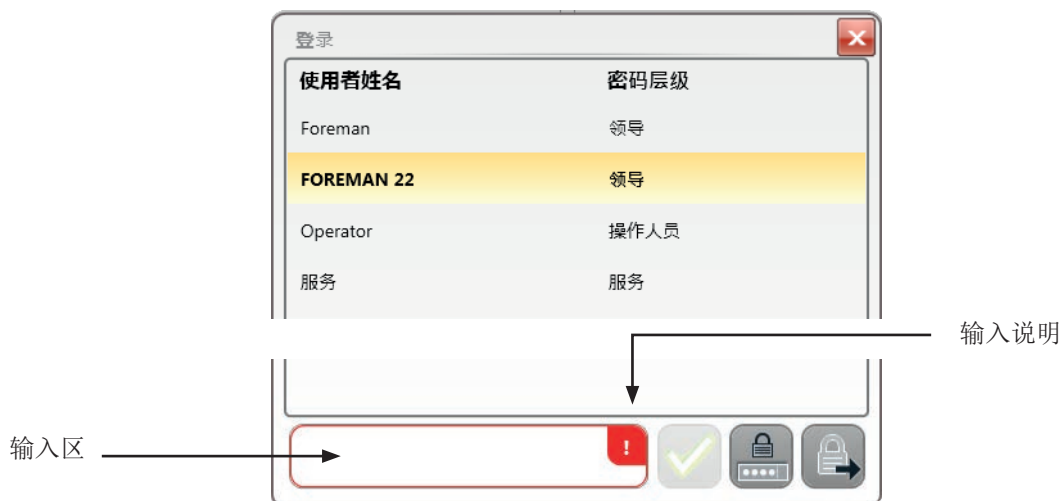 登录
使用者姓名 密码层级
Foreman 领导
FOREMAN 22 领导
Operator 操作人员
服务 服务
输入说明
输入区
!